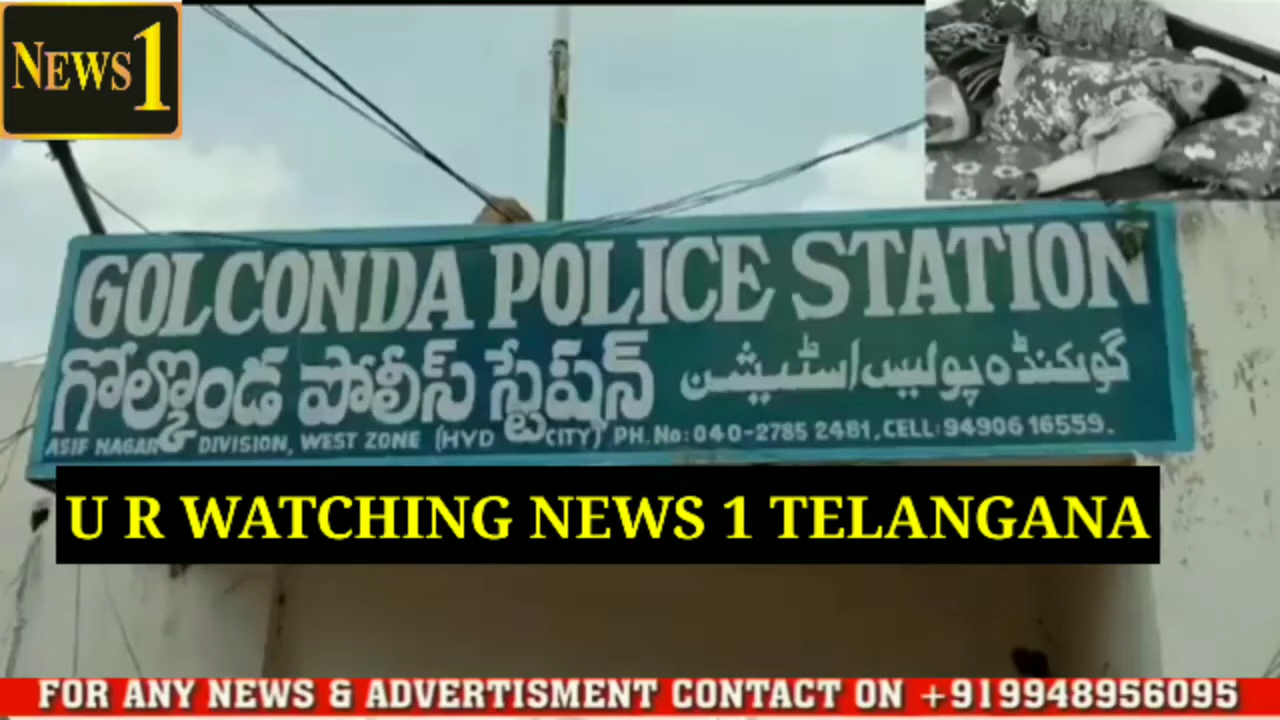 NEWS 1
GOLCONDA POLICE STATION
గోల్కొండ పోలీస్ స్టేషన్ گولکنڈہ پولیس اسٹیشن
ASIF NAGAR DIVISION, WEST ZONE (HVD CITY) PH.No: 040-2785 2481, CELL: 94906 16559.
U R WATCHING NEWS 1 TELANGANA
FOR ANY NEWS & ADVERTISMENT CONTACT ON +919948956095